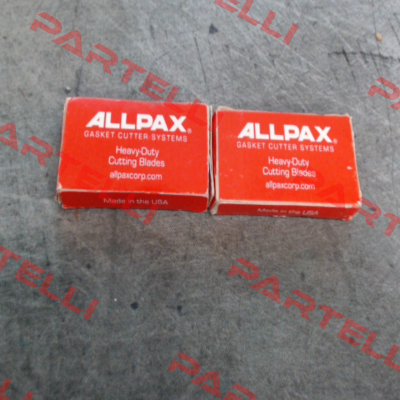 ALLPAX®
GASKET CUTTER SYSTEMS
Heavy-Duty
Cutting Blades
allpaxcorp.com
Made in the USA
ALLPAX®
GASKET CUTTER SYSTEMS
Heavy-Duty
Cutting Blades
allpaxcorp.com
Made in the USA
PARTELLI
PARTELLI
PARTELLI
PARTELLI